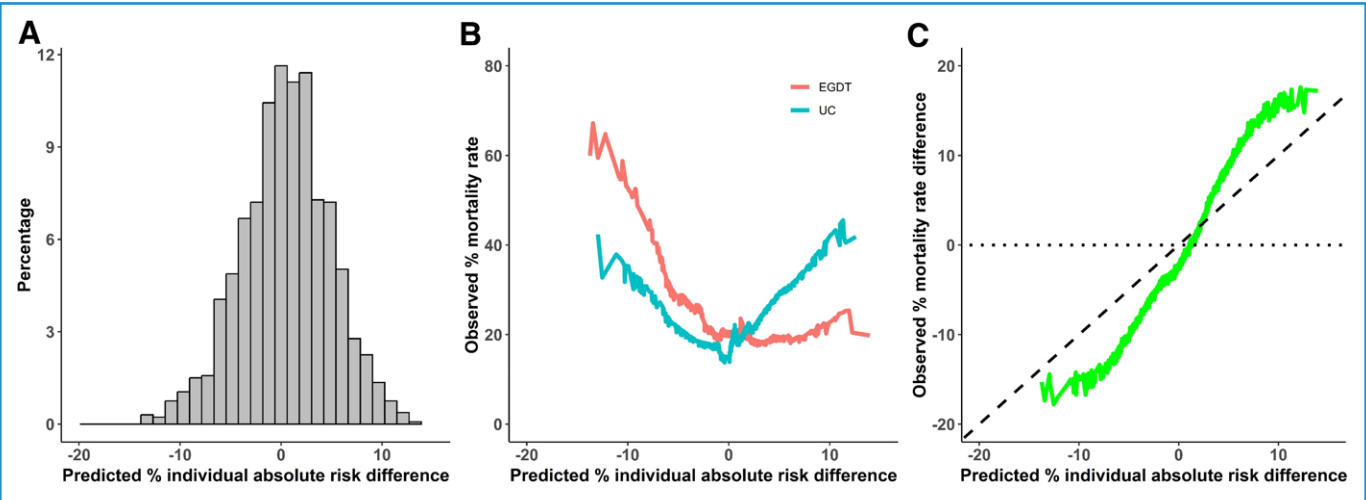 A
Percentage
12
9
6
3
0
-20 -10 0 10
Predicted % individual absolute risk difference
B
Observed % mortality rate
80
60
40
20
0
EGDT
UC
-20 -10 0 10
Predicted % individual absolute risk difference
C
Observed % mortality rate difference
20
10
0
-10
-20
-20 -10 0 10
Predicted % individual absolute risk difference